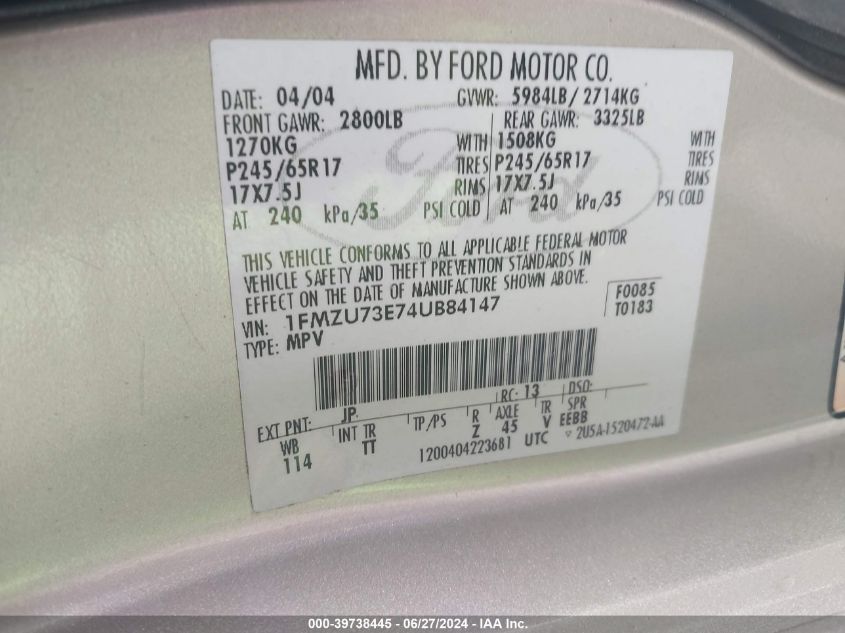 MFD. BY FORD MOTOR CO.
DATE: 04/04 GVWR: 5984LB/ 2714KG
FRONT GAWR: 2800LB REAR GAWR: 3325LB
1270KG WITH 1508KG WITH
P245/65R17 TIRES P245/65R17 TIRES
17X7.5J RIMS 17X7.5J RIMS
AT 240 kPa/35 PSI COLD AT 240 kPa/35 PSI COLD
Ford
THIS VEHICLE CONFORMS TO ALL APPLICABLE FEDERAL MOTOR
VEHICLE SAFETY AND THEFT PREVENTION STANDARDS IN
EFFECT ON THE DATE OF MANUFACTURE SHOWN ABOVE.
F0085
VIN: 1FMZU73E74UB84147 T0183
TYPE: MPV
EXT PNT: JP RC: 13 DSO:
WB INT TR TP/PS R AXLE TR SPR
114 TT Z 45 V EEBB
1200404223681 UTC 2U5A-1520472-AA
000-39738445 - 06/27/2024 - IAA Inc.